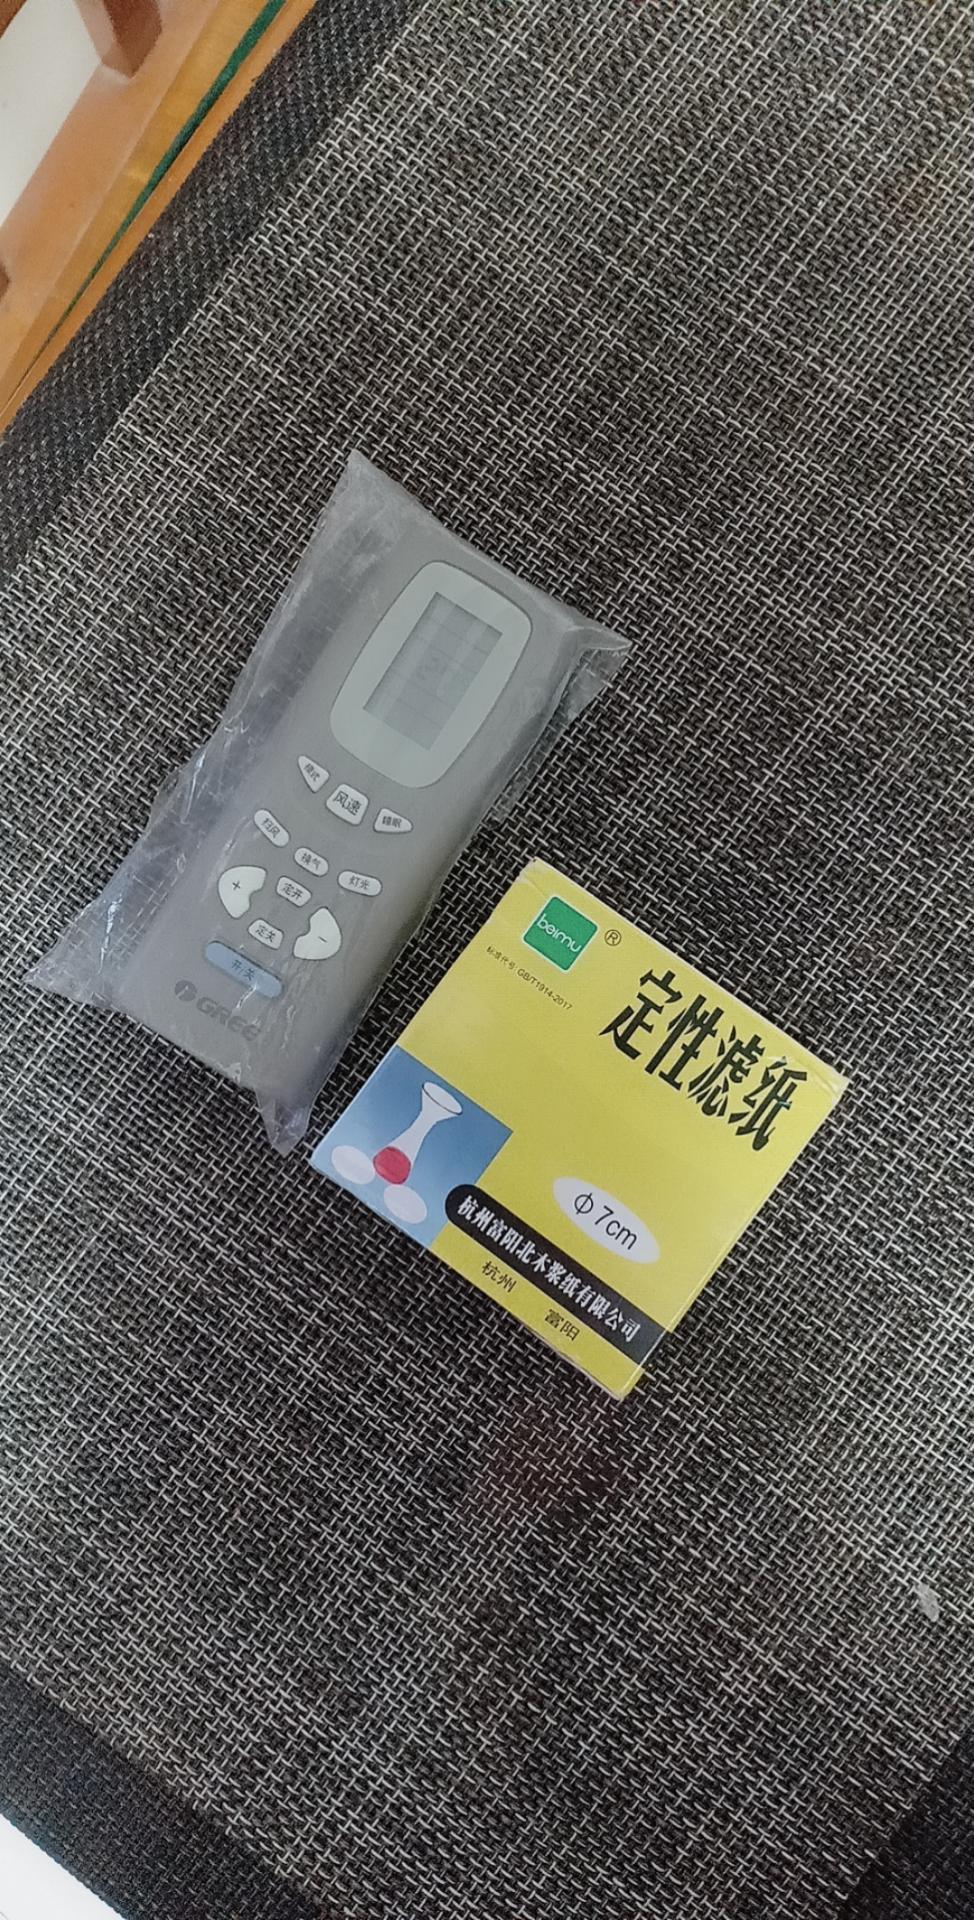 模式
风速
睡眠
扫风
换气
灯光
+
定开
-
定关
开关
GREE
beimu
®
标准代号:GB/T1914-2017
定性滤纸
Φ7cm
杭州富阳北木浆纸有限公司
杭州 富阳